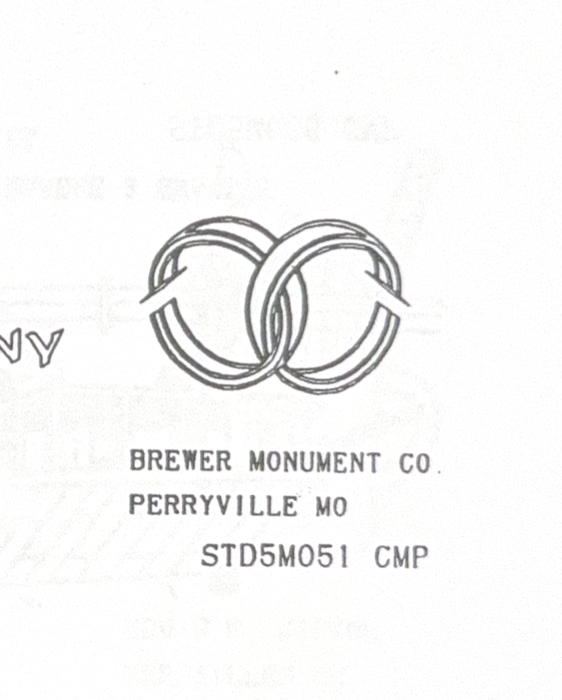 NY
BREWER MONUMENT CO.
PERRYVILLE MO
STD5M051 CMP